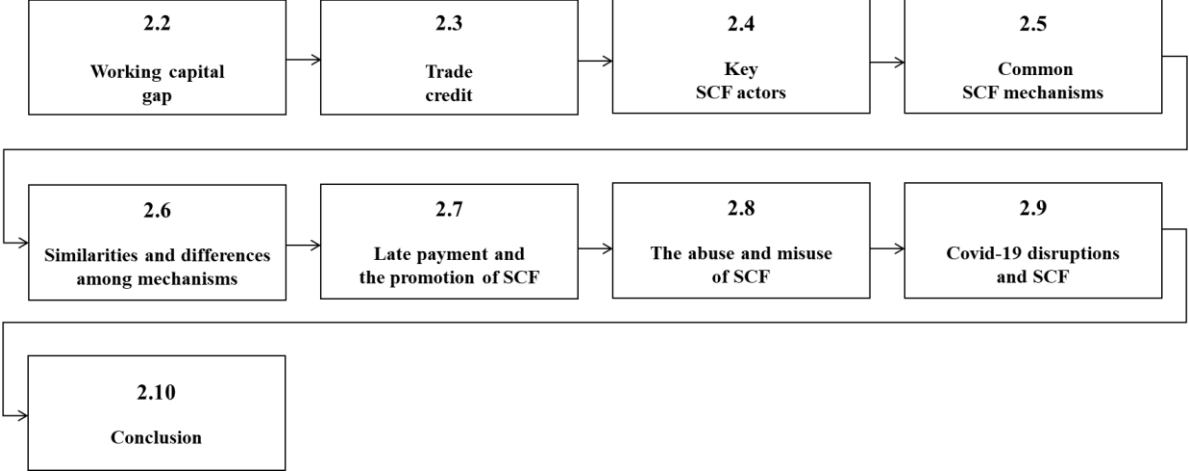 2.2
Working capital
gap
2.3
Trade
credit
2.4
Key
SCF actors
2.5
Common
SCF mechanisms
2.6
Similarities and differences
among mechanisms
2.7
Late payment and
the promotion of SCF
2.8
The abuse and misuse
of SCF
2.9
Covid-19 disruptions
and SCF
2.10
Conclusion